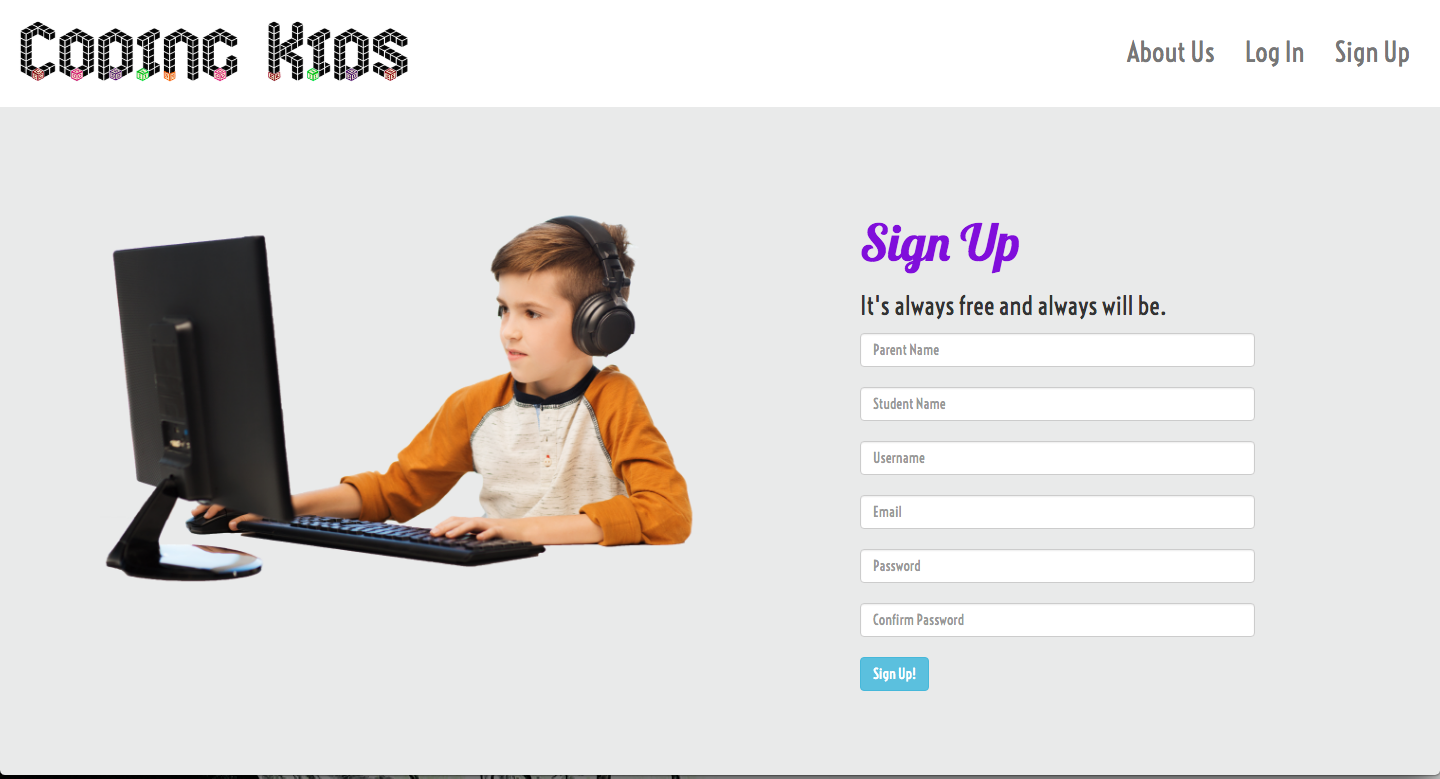 Coding Kids
About Us Log In Sign Up
Sign Up
It's always free and always will be.
Parent Name
Student Name
Username
Email
Password
Confirm Password
Sign Up!